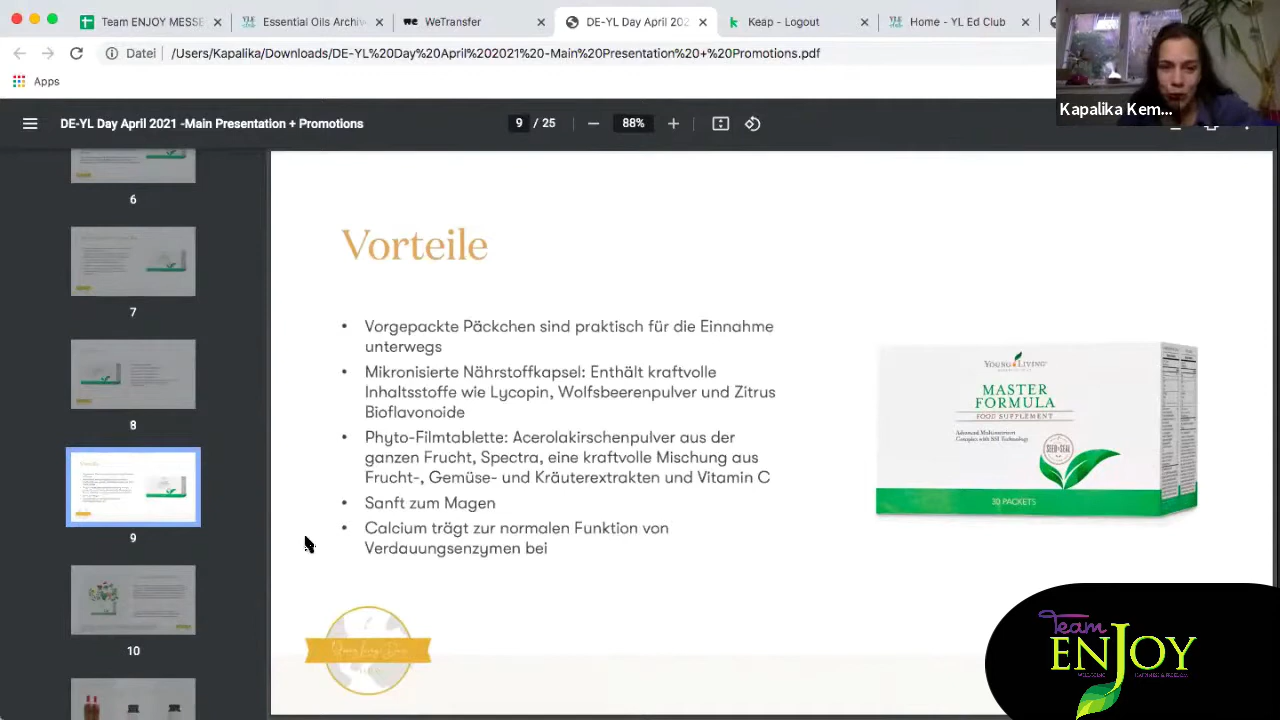 Team ENJOY MESSE
Essential Oils Archiv
WeTransfer
DE-YL Day April 202
Keap - Logout
Home - YL Ed Club
Datei
/Users/Kapalika/Downloads/DE-YL%20Day%20April%202021%20-Main%20Presentation%20+%20Promotions.pdf
Apps
Kapalika Kem...
DE-YL Day April 2021 -Main Presentation + Promotions
9 / 25
88%
6
7
8
9
10
Vorteile
• Vorgepackte Päckchen sind praktisch für die Einnahme
unterwegs
• Mikronisierte Nährstoffkapsel: Enthält kraftvolle
Inhaltsstoffe wie Lycopin, Wolfsbeerenpulver und Zitrus
Bioflavonoide
• Phyto-Filmtablette: Acerolakirschenpulver aus der
ganzen Frucht, Spectra, eine kraftvolle Mischung aus
Frucht-, Gemüse- und Kräuterextrakten und Vitamin C
• Sanft zum Magen
• Calcium trägt zur normalen Funktion von
Verdauungsenzymen bei
YOUNG LIVING
MASTER
FORMULA
FOOD SUPPLEMENT
SEED SEAL
30 PACKETS
Team
ENJOY